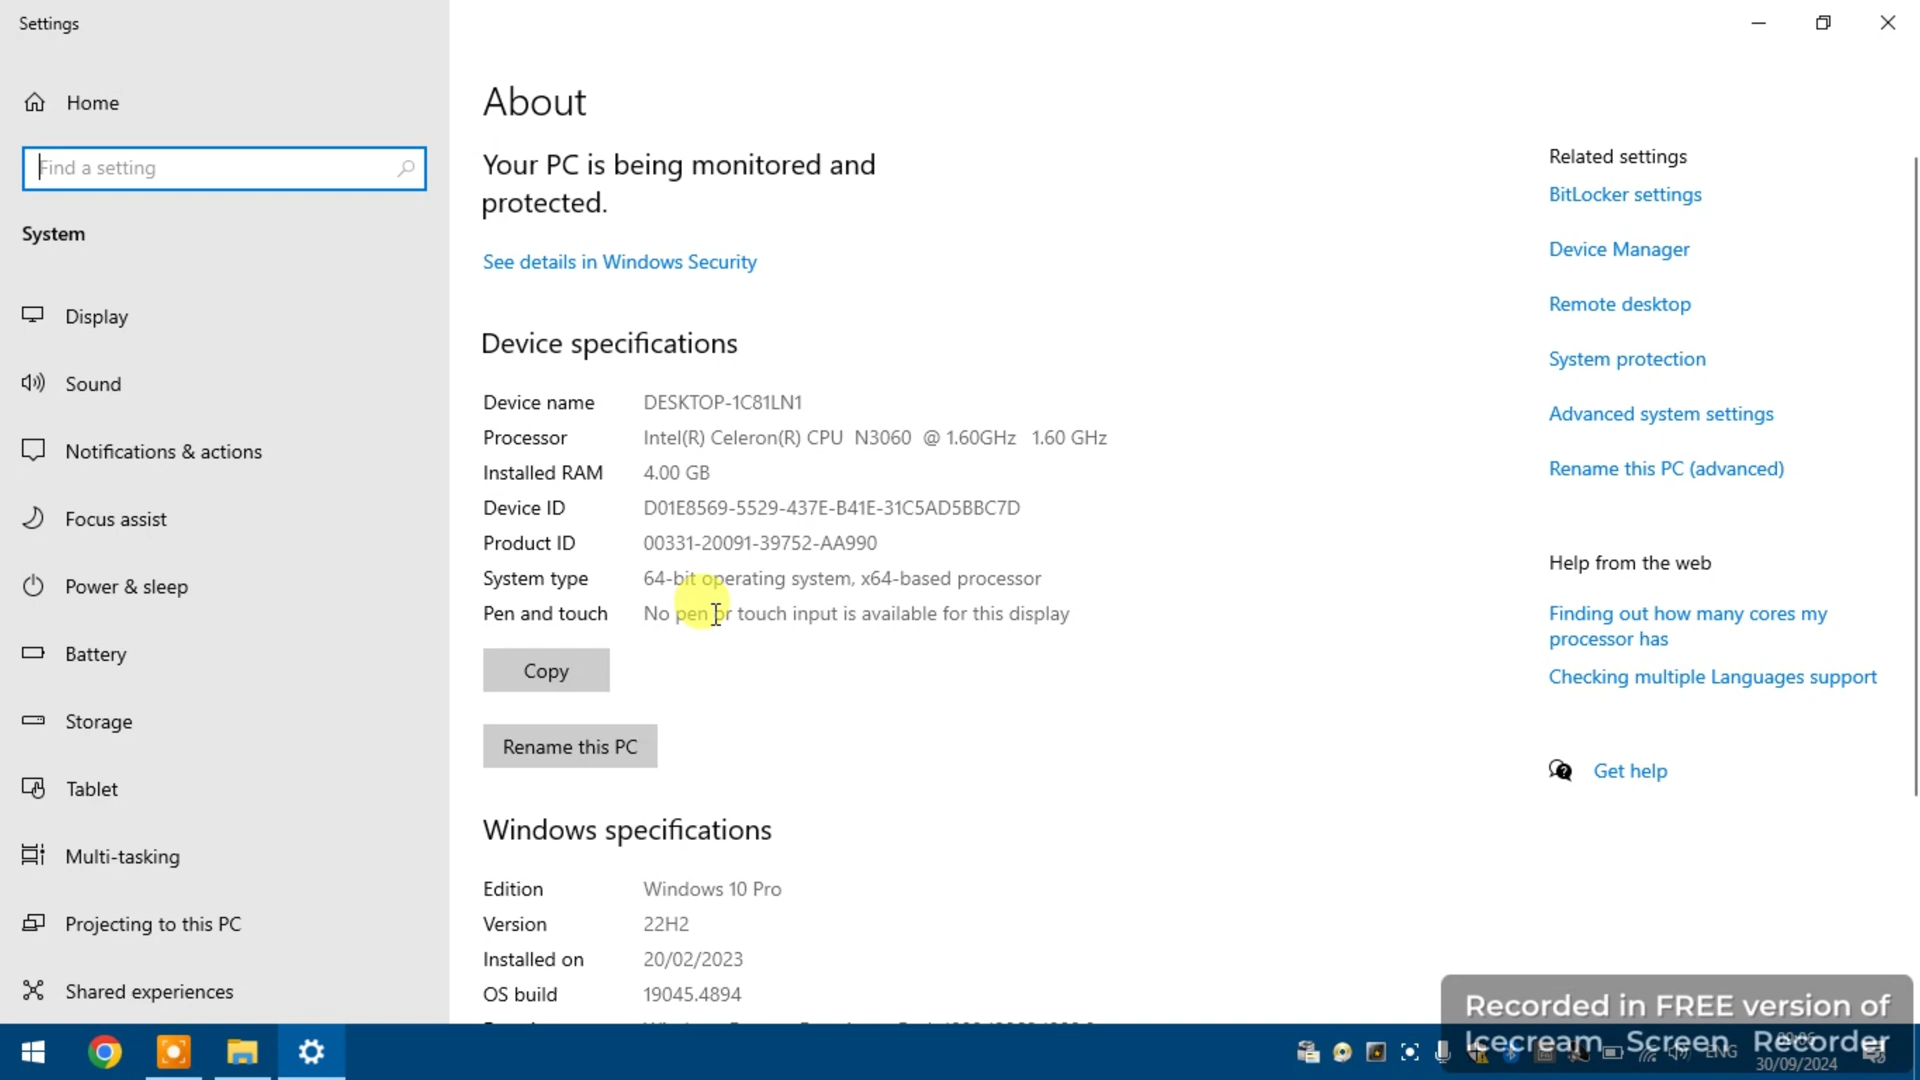 Settings
Home
Find a setting
System
Display
Sound
Notifications & actions
Focus assist
Power & sleep
Battery
Storage
Tablet
Multi-tasking
Projecting to this PC
Shared experiences
About
Your PC is being monitored and
protected.
See details in Windows Security
Device specifications
Device name DESKTOP-1C81LN1
Processor Intel(R) Celeron(R) CPU N3060 @ 1.60GHz 1.60 GHz
Installed RAM 4.00 GB
Device ID D01E8569-5529-437E-B41E-31C5AD5BBC7D
Product ID 00331-20091-39752-AA990
System type 64-bit operating system, x64-based processor
Pen and touch No pen or touch input is available for this display
Copy
Rename this PC
Windows specifications
Edition Windows 10 Pro
Version 22H2
Installed on 20/02/2023
OS build 19045.4894
Related settings
BitLocker settings
Device Manager
Remote desktop
System protection
Advanced system settings
Rename this PC (advanced)
Help from the web
Finding out how many cores my
processor has
Checking multiple Languages support
Get help
Recorded in FREE version of
Icecream Screen Recorder
ENG
30/09/2024